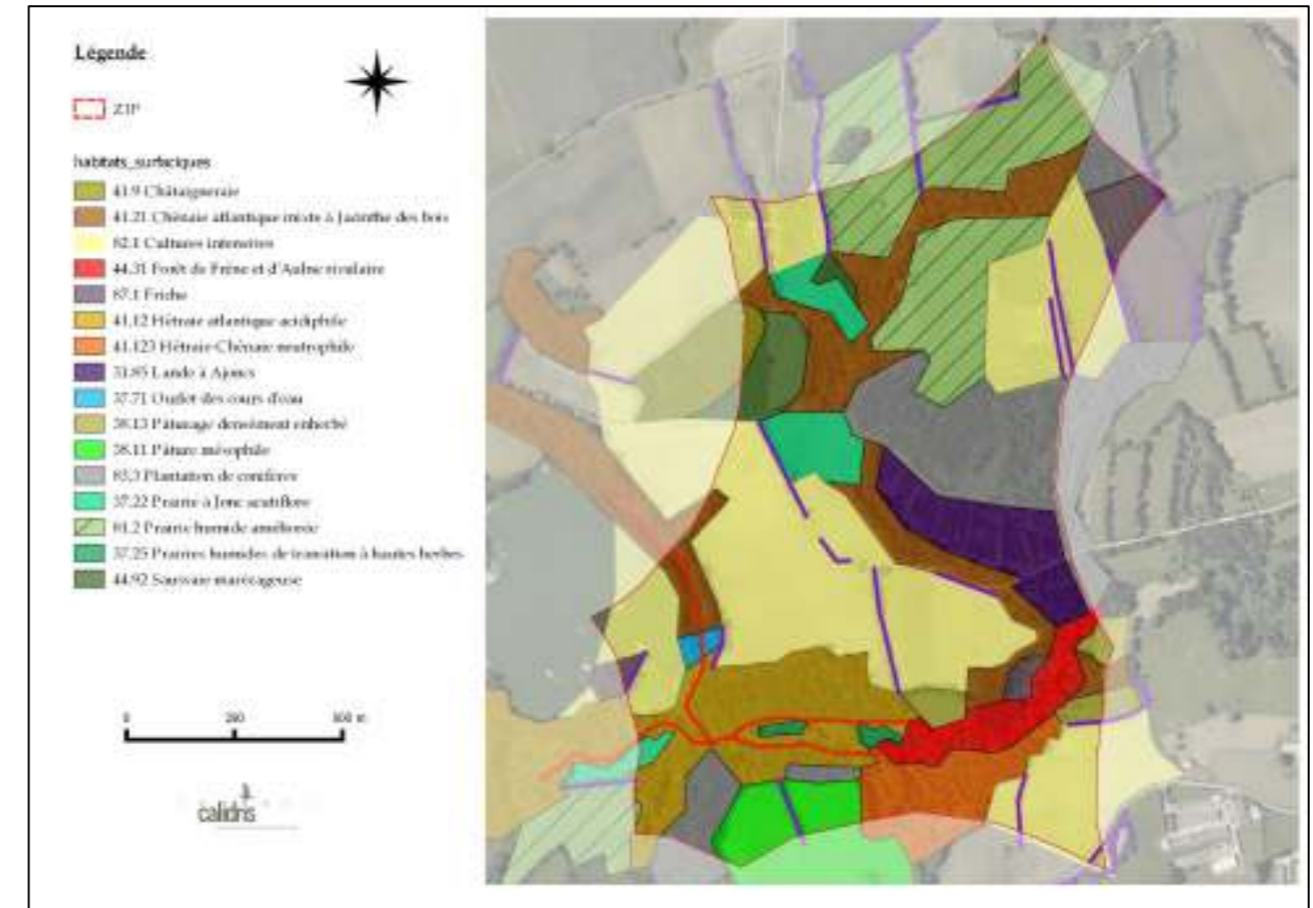 Légende
ZIP
habitats_surfaciques
41.9 Châtaigneraie
41.21 Chênaie atlantique mixte à Jacinthe des bois
82.1 Cultures intensives
44.31 Forêt de Frêne et d'Aulne rivulaire
87.1 Friche
41.12 Hêtraie atlantique acidiphile
41.123 Hêtraie-Chênaie neutrophile
31.85 Lande à Ajoncs
37.71 Ourlet des cours d'eau
38.13 Pâturage densément enherbé
38.11 Pâture mésophile
83.3 Plantation de conifères
37.22 Prairie à Jonc acutiflore
81.2 Prairie humide améliorée
37.25 Prairies humides de transition à hautes herbes
44.92 Saussaie marécageuse
0
m
calidris